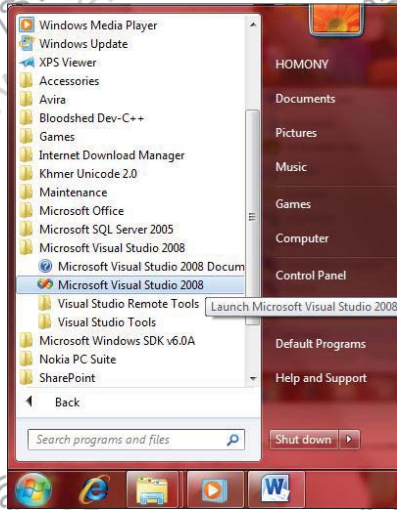 Windows Media Player
Windows Update
XPS Viewer
Accessories
Avira
Bloodshed Dev-C++
Games
Internet Download Manager
Khmer Unicode 2.0
Maintenance
Microsoft Office
Microsoft SQL Server 2005
Microsoft Visual Studio 2008
Microsoft Visual Studio 2008 Docum
Microsoft Visual Studio 2008
Visual Studio Remote Tools
Visual Studio Tools
Microsoft Windows SDK v6.0A
Nokia PC Suite
SharePoint
Back
Search programs and files
HOMONY
Documents
Pictures
Music
Games
Computer
Control Panel
Launch Microsoft Visual Studio 2008
Default Programs
Help and Support
Shut down